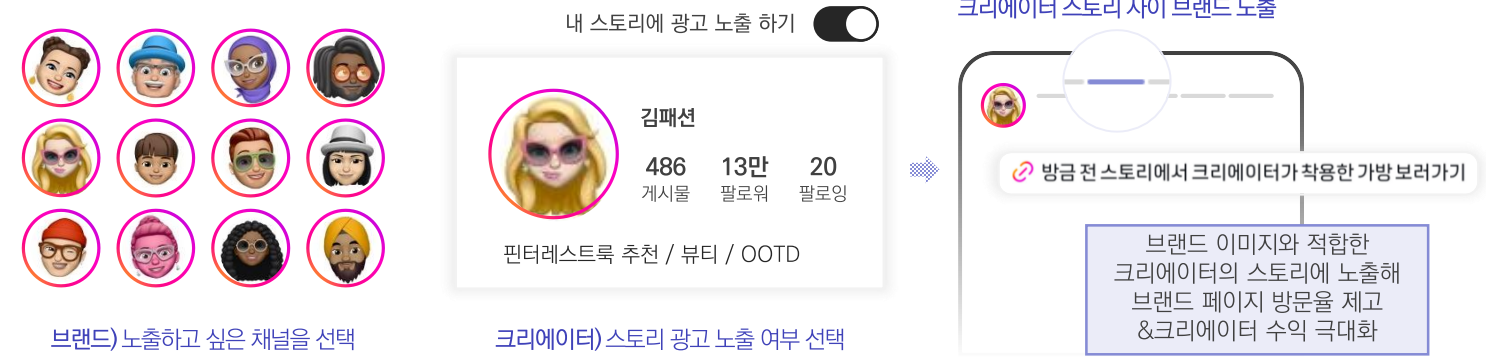 브랜드) 노출하고 싶은 채널을 선택
내 스토리에 광고 노출 하기
김패션
486 13만 20
게시물 팔로워 팔로잉
핀터레스트룩 추천 / 뷰티 / OOTD
크리에이터) 스토리 광고 노출 여부 선택
크리에이터 스토리 사이 브랜드 노출
방금 전 스토리에서 크리에이터가 착용한 가방 보러가기
브랜드 이미지와 적합한
크리에이터의 스토리에 노출해
브랜드 페이지 방문율 제고
&크리에이터 수익 극대화